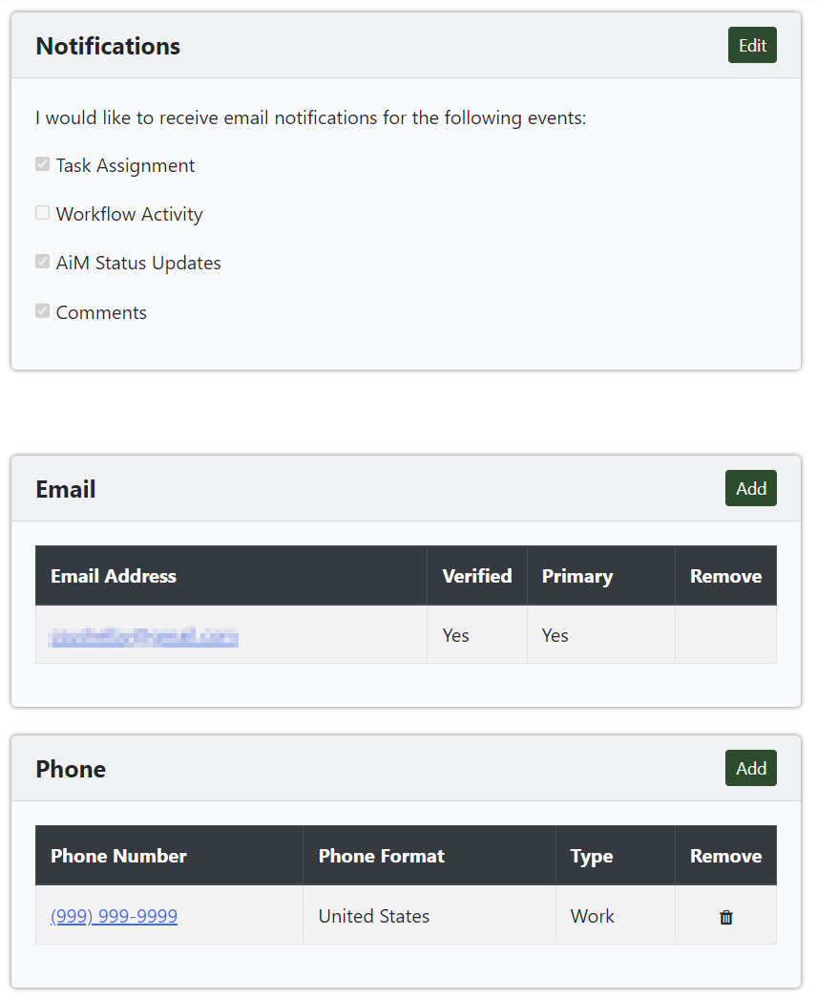 Notifications
Edit
I would like to receive email notifications for the following events:
Task Assignment
Workflow Activity
AiM Status Updates
Comments
Email
Add
Email Address Verified Primary Remove
Yes Yes
Phone
Add
Phone Number Phone Format Type Remove
(999) 999-9999 United States Work